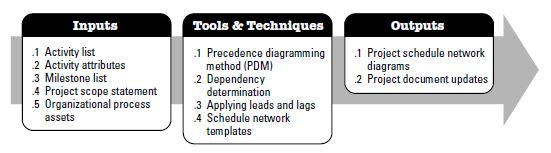 Inputs
.1 Activity list
.2 Activity attributes
.3 Milestone list
.4 Project scope statement
.5 Organizational process
assets
Tools & Techniques
.1 Precedence diagramming
method (PDM)
.2 Dependency
determination
.3 Applying leads and lags
.4 Schedule network
templates
Outputs
.1 Project schedule network
diagrams
.2 Project document updates